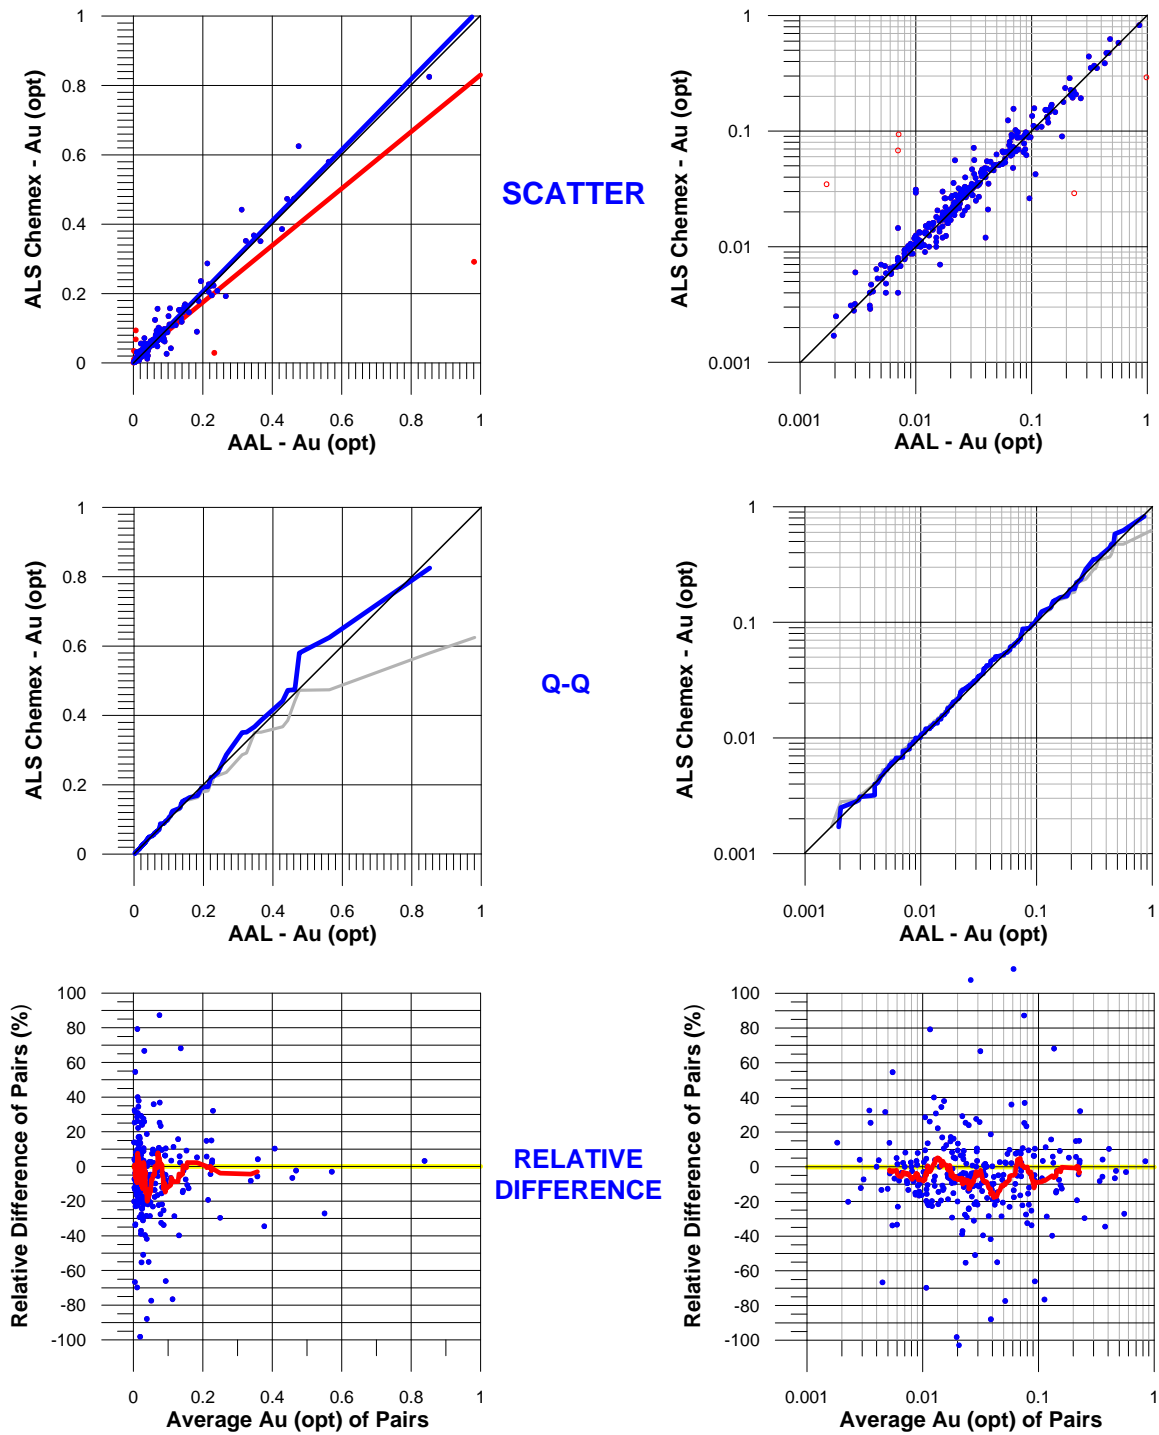 1
0.8
0.6
0.4
0.2
0
0 0.2 0.4 0.6 0.8 1
AAL - Au (opt)
ALS Chemex - Au (opt)
SCATTER
1
0.1
0.01
0.001
0.001 0.01 0.1 1
AAL - Au (opt)
ALS Chemex - Au (opt)
1
0.8
0.6
0.4
0.2
0
0 0.2 0.4 0.6 0.8 1
AAL - Au (opt)
ALS Chemex - Au (opt)
Q-Q
1
0.1
0.01
0.001
0.001 0.01 0.1 1
AAL - Au (opt)
ALS Chemex - Au (opt)
100
80
60
40
20
0
-20
-40
-60
-80
-100
0 0.2 0.4 0.6 0.8 1
Average Au (opt) of Pairs
Relative Difference of Pairs (%)
RELATIVE
DIFFERENCE
100
80
60
40
20
0
-20
-40
-60
-80
-100
0.001 0.01 0.1 1
Average Au (opt) of Pairs
Relative Difference of Pairs (%)